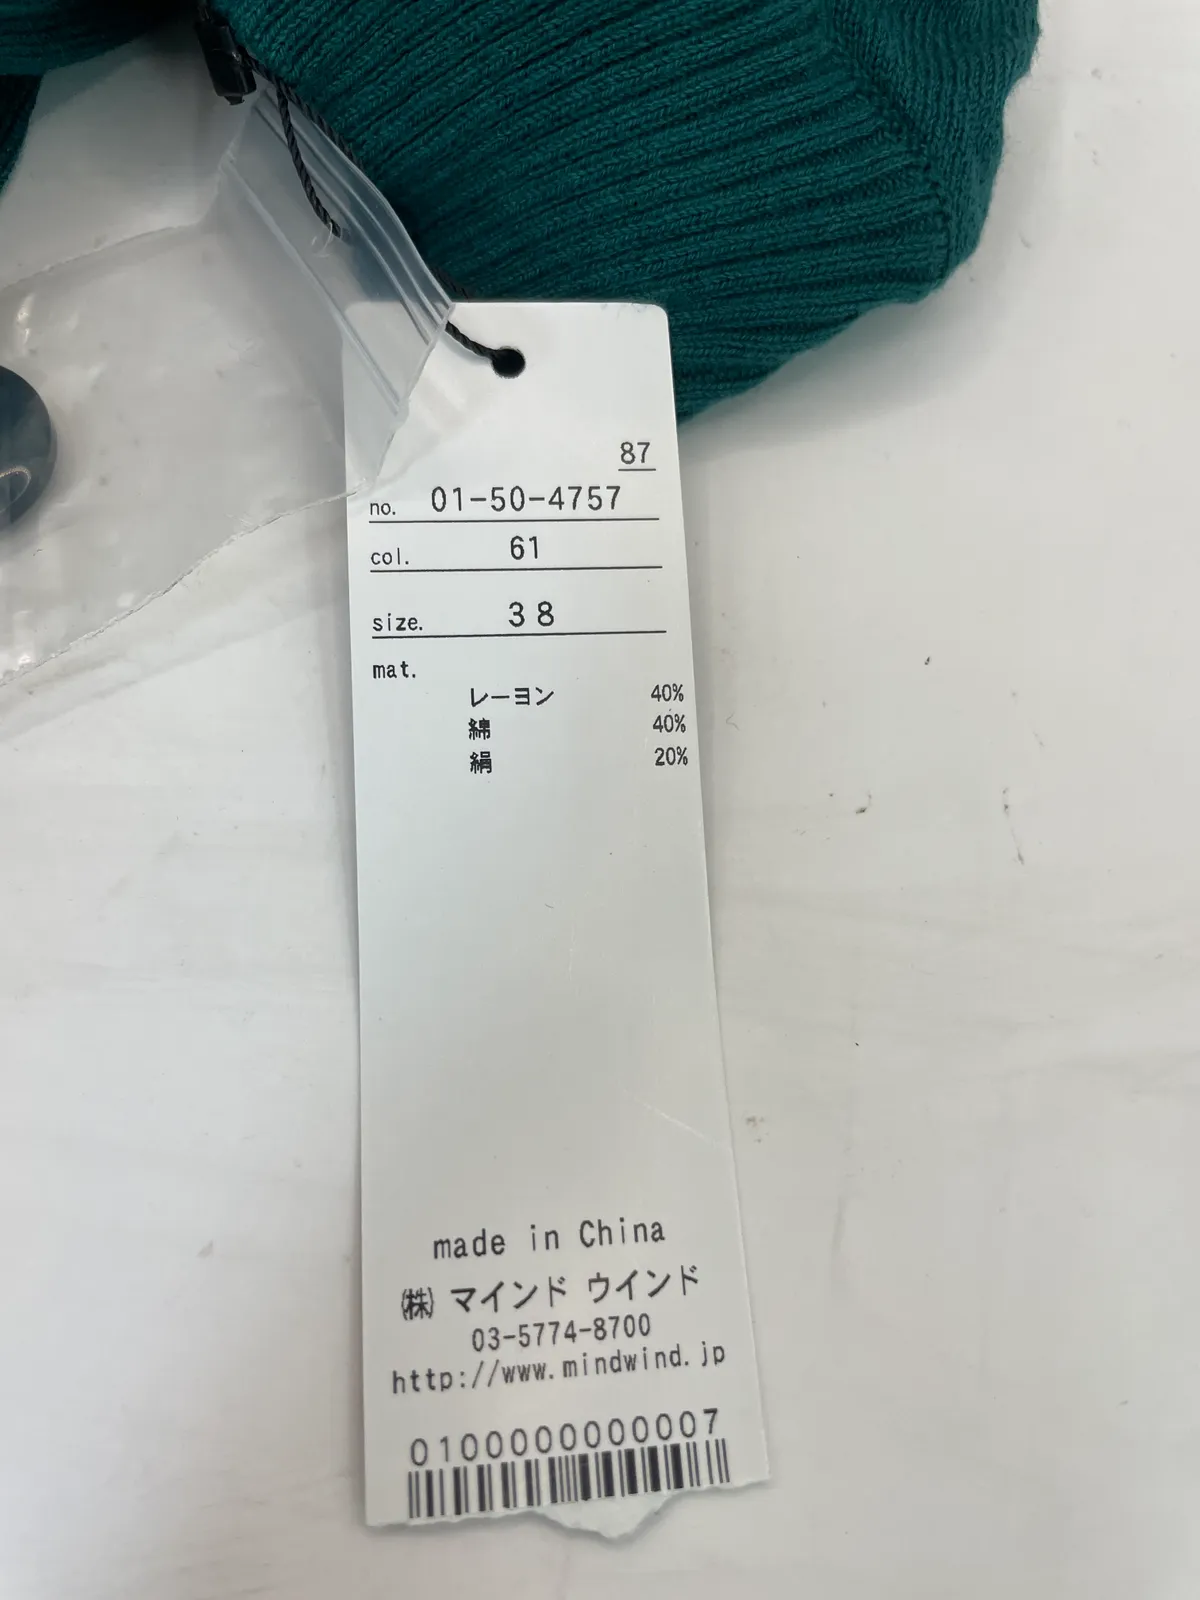 87
no. 01-50-4757
col. 61
size. 38
mat.
レーヨン 40%
綿 40%
絹 20%
made in China
㈱ マインド ウインド
03-5774-8700
http://www.mindwind.jp
0100000000007